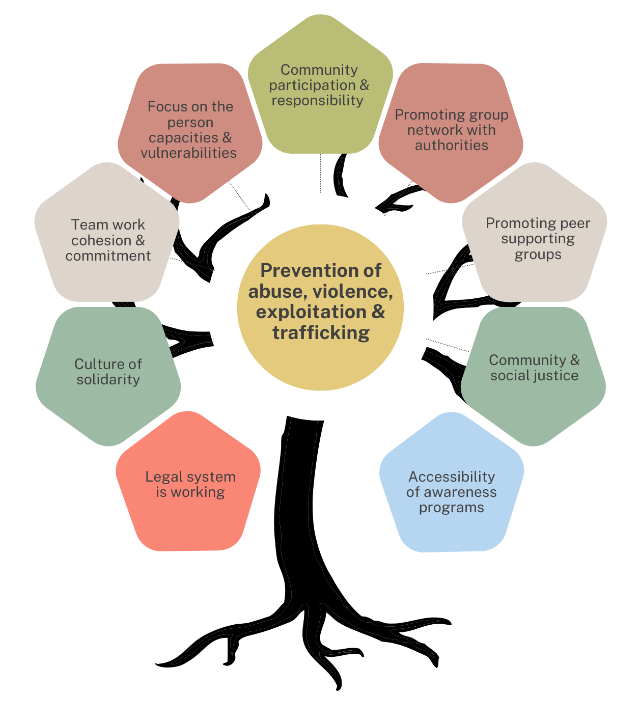 Community
participation &
responsibility
Focus on the
person
capacities &
vulnerabilities
Promoting group
network with
authorities
Team work
cohesion &
commitment
Promoting peer
supporting
groups
Prevention of
abuse, violence,
exploitation &
trafficking
Culture of
solidarity
Community &
social justice
Legal system
is working
Accessibility
of awareness
programs